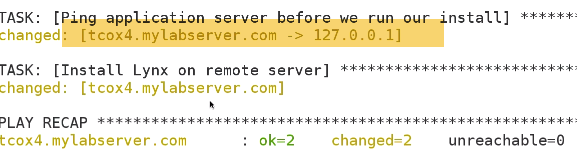 TASK: [Ping application server before we run our install] *******
changed: [tcox4.mylabserver.com -> 127.0.0.1]
TASK: [Install Lynx on remote server] ****************************
changed: [tcox4.mylabserver.com]
PLAY RECAP *********************************************************
tcox4.mylabserver.com : ok=2 changed=2 unreachable=0